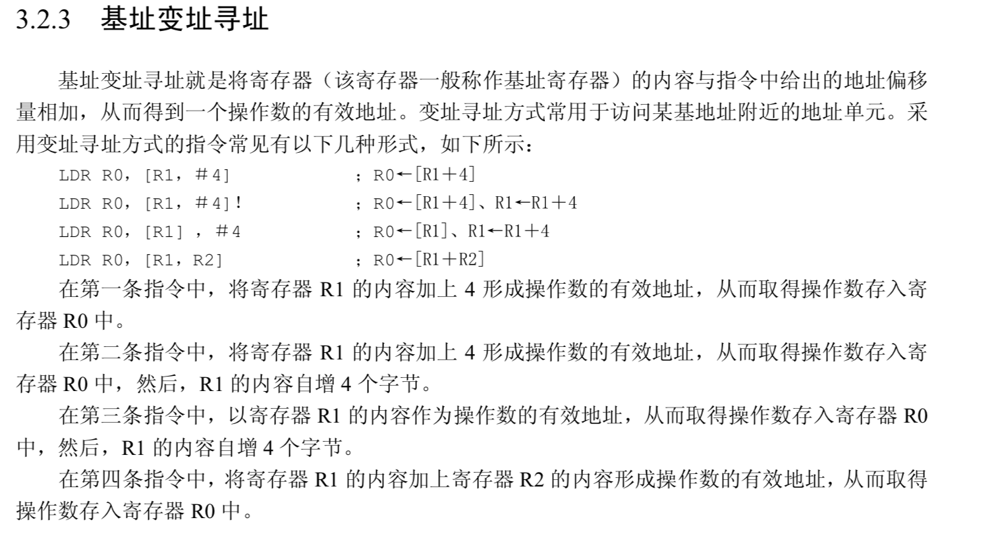 3.2.3 基址变址寻址
基址变址寻址就是将寄存器（该寄存器一般称作基址寄存器）的内容与指令中给出的地址偏移
量相加，从而得到一个操作数的有效地址。变址寻址方式常用于访问某基地址附近的地址单元。采
用变址寻址方式的指令常见有以下几种形式，如下所示：
LDR R0，[R1，＃4] ；R0←[R1＋4]
LDR R0，[R1，＃4]！ ；R0←[R1＋4]、R1←R1＋4
LDR R0，[R1] ，＃4 ；R0←[R1]、R1←R1＋4
LDR R0，[R1，R2] ；R0←[R1＋R2]
在第一条指令中，将寄存器 R1 的内容加上 4 形成操作数的有效地址，从而取得操作数存入寄
存器 R0 中。
在第二条指令中，将寄存器 R1 的内容加上 4 形成操作数的有效地址，从而取得操作数存入寄
存器 R0 中，然后，R1 的内容自增 4 个字节。
在第三条指令中，以寄存器 R1 的内容作为操作数的有效地址，从而取得操作数存入寄存器 R0
中，然后，R1 的内容自增 4 个字节。
在第四条指令中，将寄存器 R1 的内容加上寄存器 R2 的内容形成操作数的有效地址，从而取得
操作数存入寄存器 R0 中。